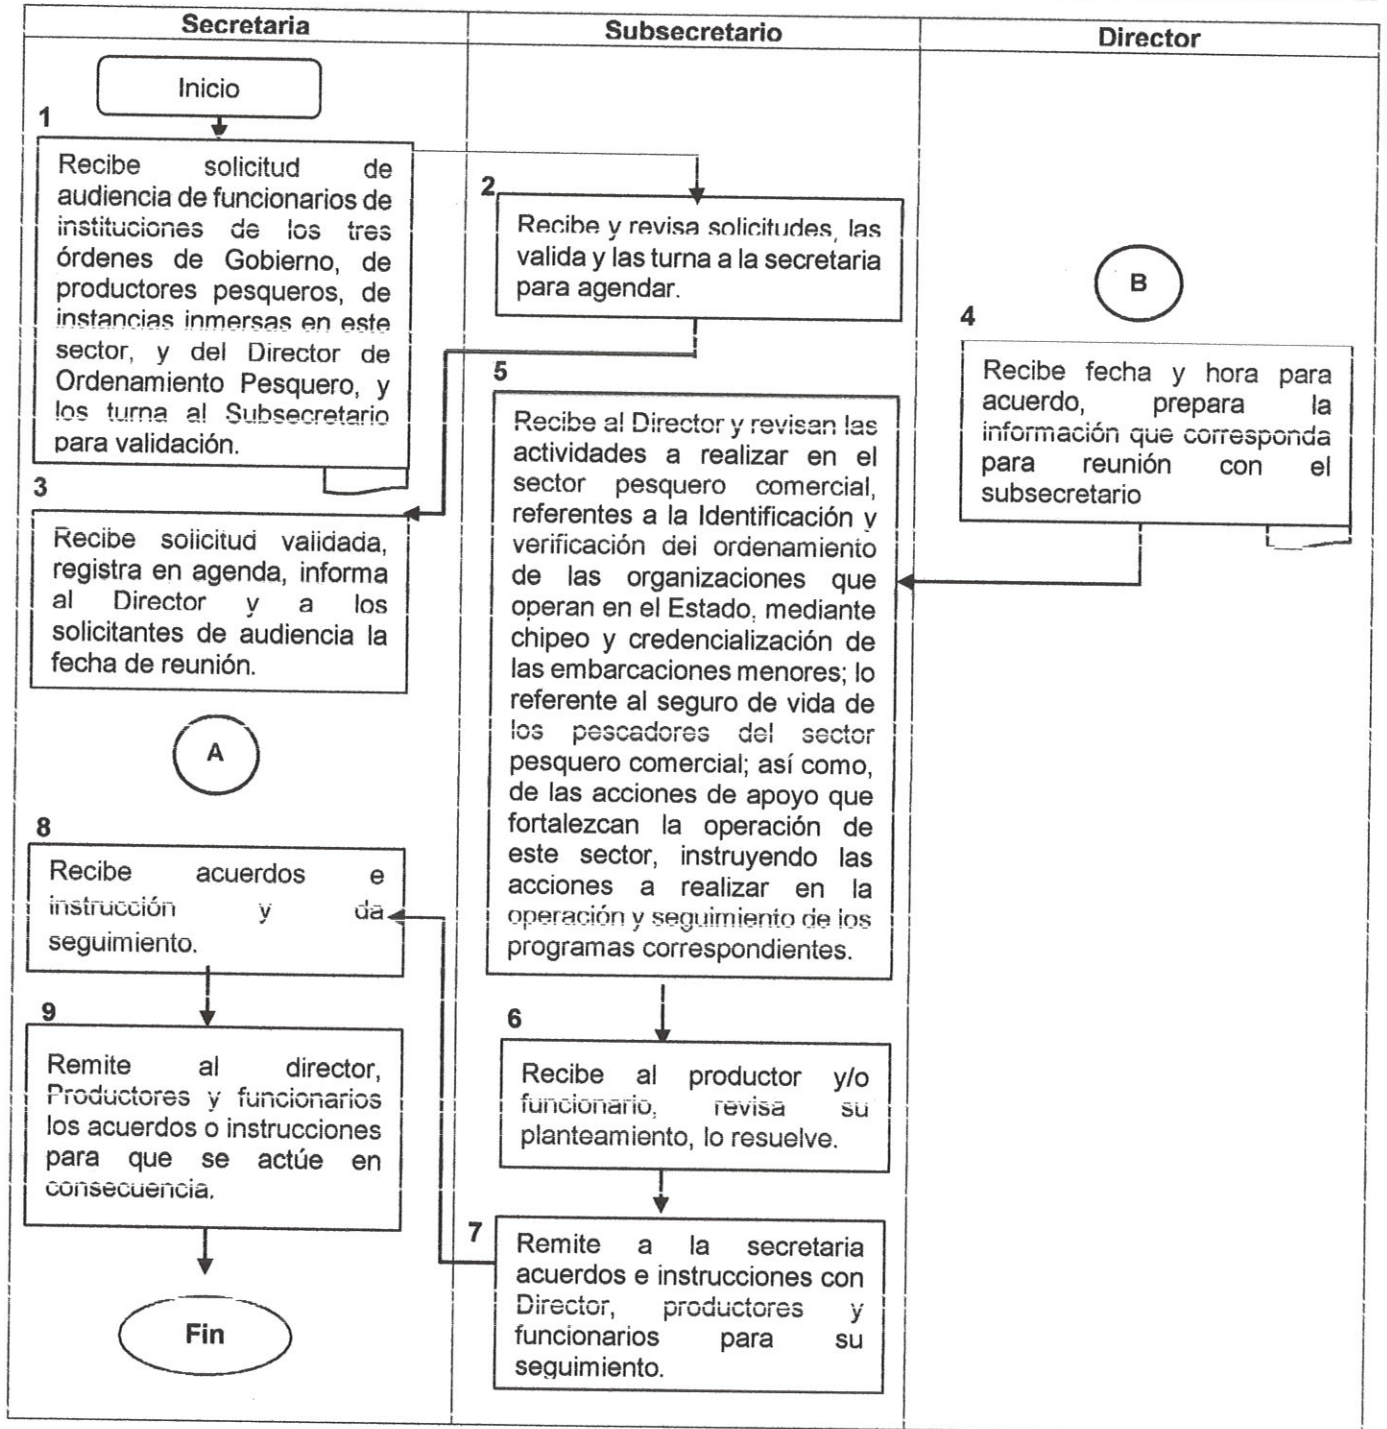 Secretaria
Subsecretario
Director
Inicio
1
Recibe solicitud de
audiencia de funcionarios de
instituciones de los tres
órdenes de Gobierno, de
productores pesqueros, de
instancias inmersas en este
sector, y del Director de
Ordenamiento Pesquero, y
los turna al Subsecretario
para validación.
2
Recibe y revisa solicitudes, las
valida y las turna a la secretaria
para agendar.
3
Recibe solicitud validada,
registra en agenda, informa
al Director y a los
solicitantes de audiencia la
fecha de reunión.
A
B
4
Recibe fecha y hora para
acuerdo, prepara la
información que corresponda
para reunión con el
subsecretario
5
Recibe al Director y revisan las
actividades a realizar en el
sector pesquero comercial,
referentes a la Identificación y
verificación del ordenamiento
de las organizaciones que
operan en el Estado, mediante
chipeo y credencialización de
las embarcaciones menores; lo
referente al seguro de vida de
los pescadores del sector
pesquero comercial; así como,
de las acciones de apoyo que
fortalezcan la operación de
este sector, instruyendo las
acciones a realizar en la
operación y seguimiento de los
programas correspondientes.
6
Recibe al productor y/o
funcionario, revisa su
planteamiento, lo resuelve.
7
Remite a la secretaria
acuerdos e instrucciones con
Director, productores y
funcionarios para su
seguimiento.
8
Recibe acuerdos e
instrucción y da
seguimiento.
9
Remite al director,
Productores y funcionarios
los acuerdos o instrucciones
para que se actúe en
consecuencia.
Fin